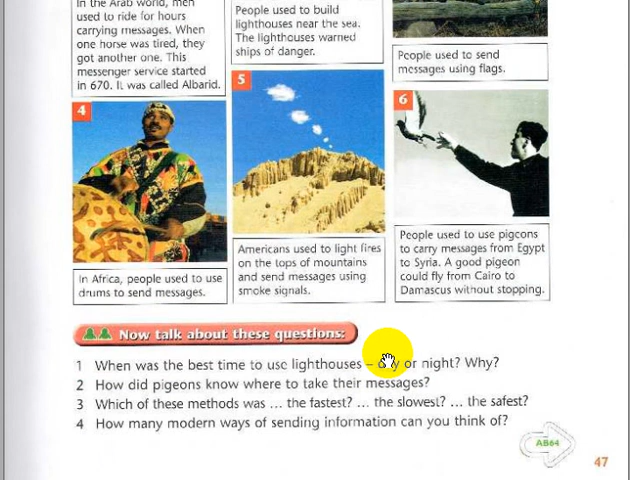 In the Arab world, men
used to ride for hours
carrying messages. When
one horse was tired, they
got another one. This
messenger service started
in 670. It was called Albarid.
People used to build
lighthouses near the sea.
The lighthouses warned
ships of danger.
People used to send
messages using flags.
4
In Africa, people used to use
drums to send messages.
5
Americans used to light fires
on the tops of mountains
and send messages using
smoke signals.
6
People used to use pigeons
to carry messages from Egypt
to Syria. A good pigeon
could fly from Cairo to
Damascus without stopping.
Now talk about these questions:
1 When was the best time to use lighthouses – day or night? Why?
2 How did pigeons know where to take their messages?
3 Which of these methods was ... the fastest? ... the slowest? ... the safest?
4 How many modern ways of sending information can you think of?
AB64
47